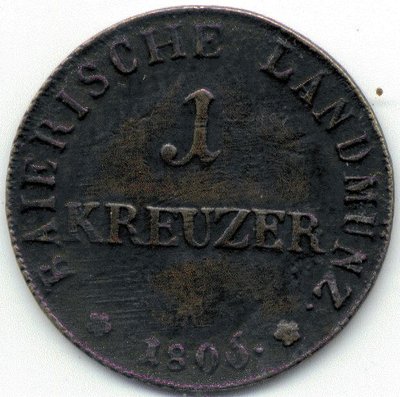 BAIERISCHE LANDMUNZ.
1
KREUZER
1806.